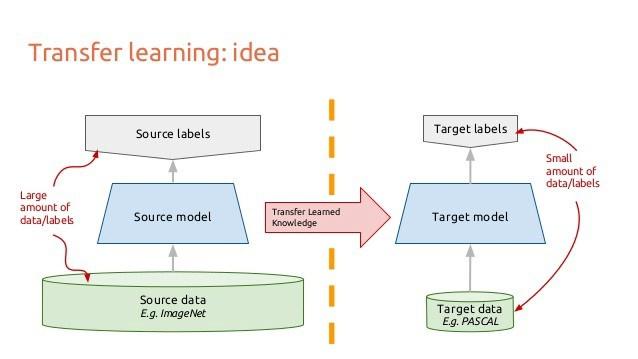 Transfer learning: idea
Source labels
Large
amount of
data/labels
Source model
Source data
E.g. ImageNet
Transfer Learned
Knowledge
Target labels
Small
amount of
data/labels
Target model
Target data
E.g. PASCAL